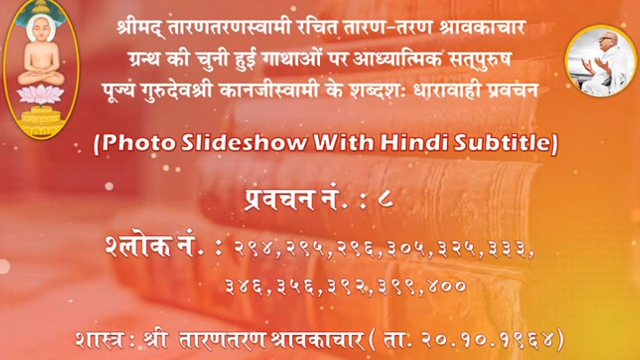 श्रीमद् तारणतरणस्वामी रचित तारण-तरण श्रावकाचार
ग्रन्थ की चुनी हुई गाथाओं पर आध्यात्मिक सत्पुरुष
पूज्य गुरुदेवश्री कानजीस्वामी के शब्दशः धारावाही प्रवचन
(Photo Slideshow With Hindi Subtitle)
प्रवचन नं. : ८
श्लोक नं. : २९४,२९५,२९६,३०५,३२५,३३३,
३४६,३५६,३९२,३९९,४००
शास्त्र : श्री तारणतरण श्रावकाचार ( ता. २०.१०.१९६४)